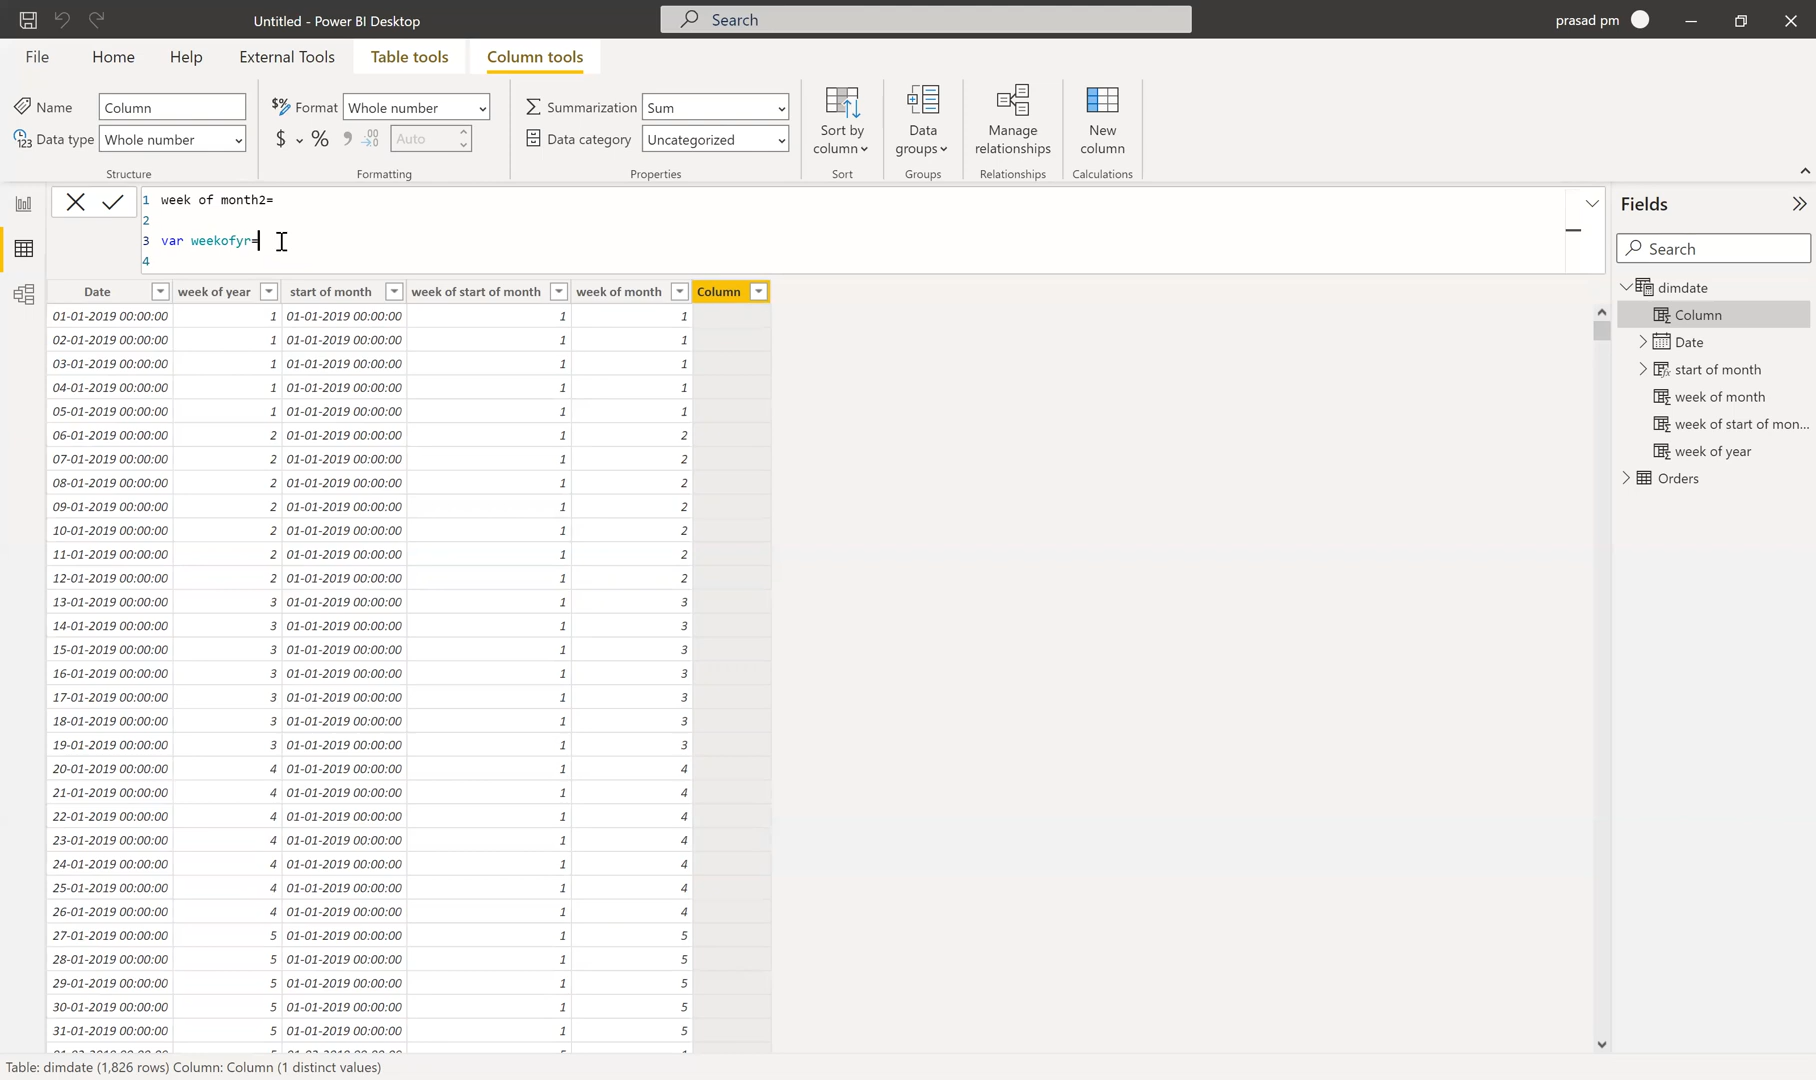 Untitled - Power BI Desktop
Search
prasad pm
File
Home
Help
External Tools
Table tools
Column tools
Name
Column
Data type
Whole number
Structure
Format
Whole number
$
%
Auto
Formatting
Summarization
Sum
Data category
Uncategorized
Properties
Sort by
column
Sort
Data
groups
Groups
Manage
relationships
Relationships
New
column
Calculations
1 week of month2=
2
3 var weekofyr=
4
Date week of year start of month week of start of month week of month Column
01-01-2019 00:00:00 1 01-01-2019 00:00:00 1 1
02-01-2019 00:00:00 1 01-01-2019 00:00:00 1 1
03-01-2019 00:00:00 1 01-01-2019 00:00:00 1 1
04-01-2019 00:00:00 1 01-01-2019 00:00:00 1 1
05-01-2019 00:00:00 1 01-01-2019 00:00:00 1 1
06-01-2019 00:00:00 2 01-01-2019 00:00:00 1 2
07-01-2019 00:00:00 2 01-01-2019 00:00:00 1 2
08-01-2019 00:00:00 2 01-01-2019 00:00:00 1 2
09-01-2019 00:00:00 2 01-01-2019 00:00:00 1 2
10-01-2019 00:00:00 2 01-01-2019 00:00:00 1 2
11-01-2019 00:00:00 2 01-01-2019 00:00:00 1 2
12-01-2019 00:00:00 2 01-01-2019 00:00:00 1 2
13-01-2019 00:00:00 3 01-01-2019 00:00:00 1 3
14-01-2019 00:00:00 3 01-01-2019 00:00:00 1 3
15-01-2019 00:00:00 3 01-01-2019 00:00:00 1 3
16-01-2019 00:00:00 3 01-01-2019 00:00:00 1 3
17-01-2019 00:00:00 3 01-01-2019 00:00:00 1 3
18-01-2019 00:00:00 3 01-01-2019 00:00:00 1 3
19-01-2019 00:00:00 3 01-01-2019 00:00:00 1 3
20-01-2019 00:00:00 4 01-01-2019 00:00:00 1 4
21-01-2019 00:00:00 4 01-01-2019 00:00:00 1 4
22-01-2019 00:00:00 4 01-01-2019 00:00:00 1 4
23-01-2019 00:00:00 4 01-01-2019 00:00:00 1 4
24-01-2019 00:00:00 4 01-01-2019 00:00:00 1 4
25-01-2019 00:00:00 4 01-01-2019 00:00:00 1 4
26-01-2019 00:00:00 4 01-01-2019 00:00:00 1 4
27-01-2019 00:00:00 5 01-01-2019 00:00:00 1 5
28-01-2019 00:00:00 5 01-01-2019 00:00:00 1 5
29-01-2019 00:00:00 5 01-01-2019 00:00:00 1 5
30-01-2019 00:00:00 5 01-01-2019 00:00:00 1 5
31-01-2019 00:00:00 5 01-01-2019 00:00:00 1 5
Fields
Search
dimdate
Column
Date
start of month
week of month
week of start of mon...
week of year
Orders
Table: dimdate (1,826 rows) Column: Column (1 distinct values)